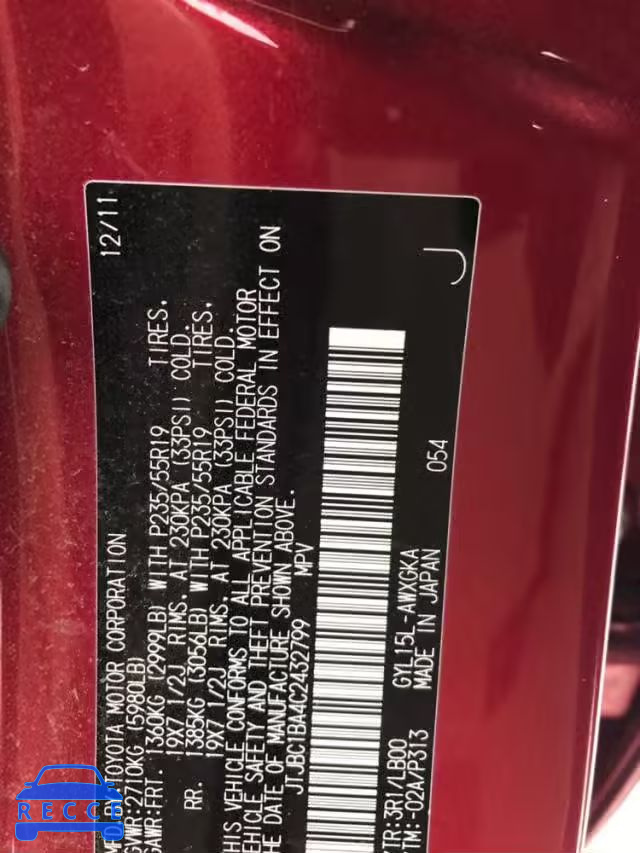 MFD BY:TOYOTA MOTOR CORPORATION 12/11
GVWR:2710KG (5980LB)
GAWR:FRT. 1360KG (2999LB) WITH P235/55R19 TIRES.
19X7 1/2J RIMS. AT 230KPA (33PSI) COLD.
RR. 1385KG (3056LB) WITH P235/55R19 TIRES.
19X7 1/2J RIMS. AT 230KPA (33PSI) COLD.
THIS VEHICLE CONFORMS TO ALL APPLICABLE FEDERAL MOTOR
VEHICLE SAFETY AND THEFT PREVENTION STANDARDS IN EFFECT ON
THE DATE OF MANUFACTURE SHOWN ABOVE.
JTJBC1BA4C2432799 MPV
/TR:3R1/LB00 GYL15L-AWXGKA 054
/TM:-02A/P313 MADE IN JAPAN J
RECCE